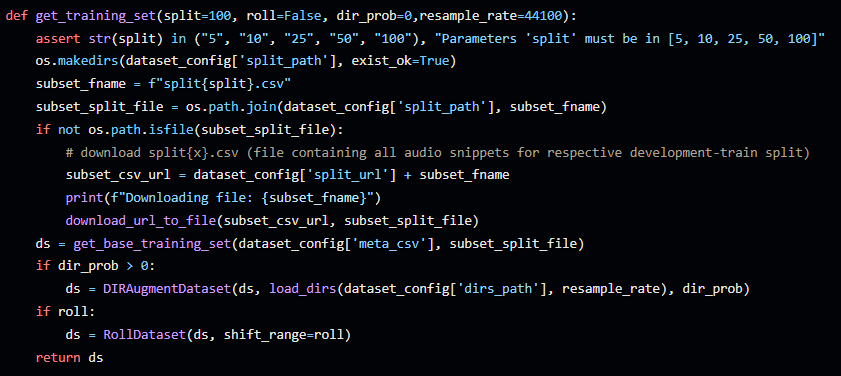 def get_training_set(split=100, roll=False, dir_prob=0,resample_rate=44100):
    assert str(split) in ("5", "10", "25", "50", "100"), "Parameters 'split' must be in [5, 10, 25, 50, 100]"
    os.makedirs(dataset_config['split_path'], exist_ok=True)
    subset_fname = f"split{split}.csv"
    subset_split_file = os.path.join(dataset_config['split_path'], subset_fname)
    if not os.path.isfile(subset_split_file):
        # download split{x}.csv (file containing all audio snippets for respective development-train split)
        subset_csv_url = dataset_config['split_url'] + subset_fname
        print(f"Downloading file: {subset_fname}")
        download_url_to_file(subset_csv_url, subset_split_file)
    ds = get_base_training_set(dataset_config['meta_csv'], subset_split_file)
    if dir_prob > 0:
        ds = DIRAugmentDataset(ds, load_dirs(dataset_config['dirs_path'], resample_rate), dir_prob)
    if roll:
        ds = RollDataset(ds, shift_range=roll)
    return ds